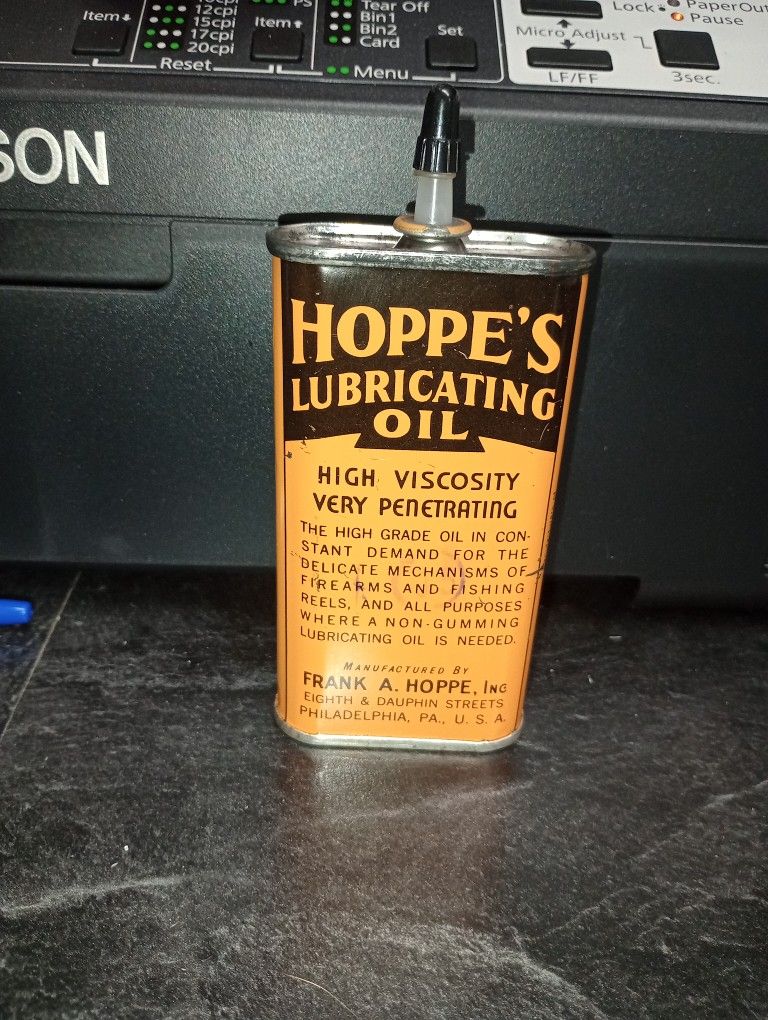 12cpi
15cpi
17cpi
20cpi
Item
Item
Reset
Tear Off
Bin1
Bin2
Card
Set
Menu
Lock
PaperOut
Pause
Micro Adjust
LF/FF
3sec.
SON
HOPPE'S
LUBRICATING
OIL
HIGH VISCOSITY
VERY PENETRATING
THE HIGH GRADE OIL IN CON-
STANT DEMAND FOR THE
DELICATE MECHANISMS OF
FIREARMS AND FISHING
REELS, AND ALL PURPOSES
WHERE A NON-GUMMING
LUBRICATING OIL IS NEEDED.
MANUFACTURED BY
FRANK A. HOPPE, INC
EIGHTH & DAUPHIN STREETS
PHILADELPHIA, PA., U. S. A.